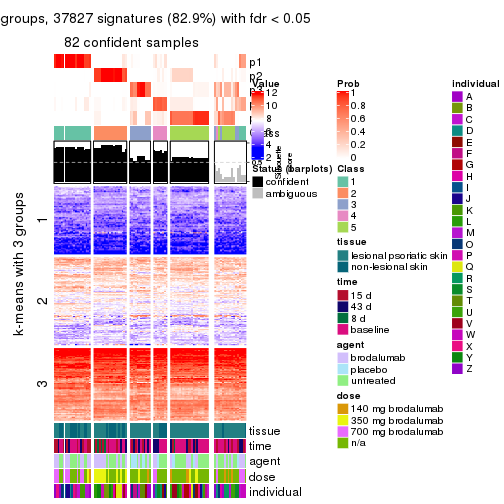 groups, 37827 signatures (82.9%) with fdr < 0.05
82 confident samples
p1
p2
k-means with 3 groups
1
2
3
Value
12
10
8
6
4
2
Prob
1
0.8
0.6
0.4
0.2
0
Status (barplots)
confident
ambiguous
Class
1
2
3
4
5
tissue
lesional psoriatic skin
non-lesional skin
time
15 d
43 d
8 d
baseline
agent
brodalumab
placebo
untreated
dose
140 mg brodalumab
350 mg brodalumab
700 mg brodalumab
n/a
individual
A
B
C
D
E
F
G
H
I
J
K
L
M
O
P
Q
R
S
T
U
V
W
X
Y
Z
tissue
time
agent
dose
individual